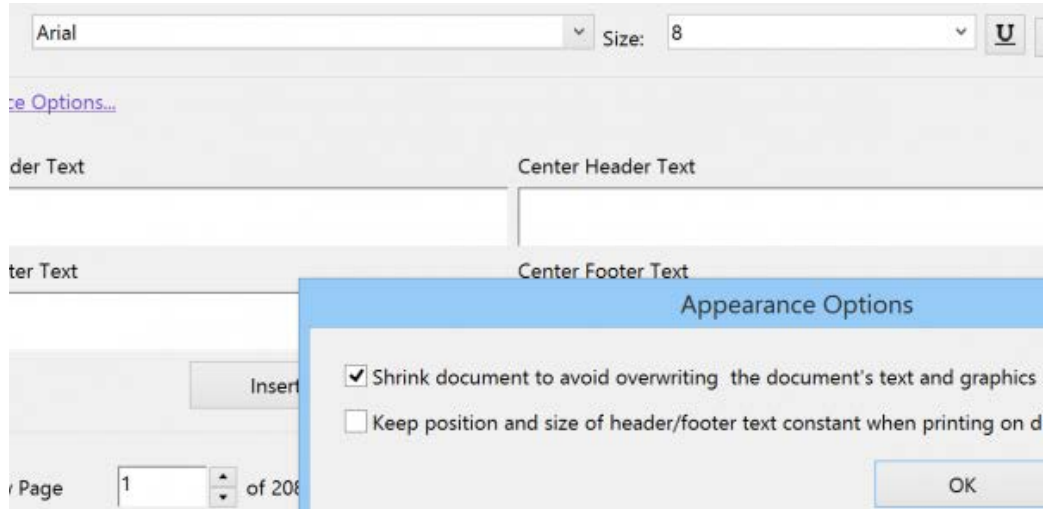 Arial Size: 8 U
ce Options...
der Text Center Header Text
ter Text Center Footer Text
Appearance Options
Shrink document to avoid overwriting the document's text and graphics
Insert
Keep position and size of header/footer text constant when printing on d
Page 1 of 208
OK